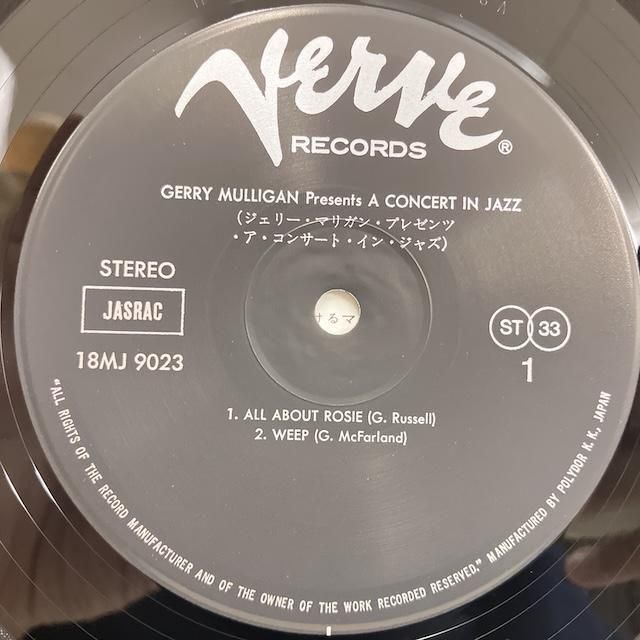 Verve
RECORDS ®
GERRY MULLIGAN Presents A CONCERT IN JAZZ
(ジェリー・マリガン・プレゼンツ
・ア・コンサート・イン・ジャズ)
STEREO
JASRAC
18MJ 9023
けるマ
ST 33
1
1. ALL ABOUT ROSIE (G. Russell)
2. WEEP (G. McFarland)
"ALL RIGHTS OF THE RECORD MANUFACTURER AND OF THE OWNER OF THE WORK RECORDED RESERVED." MANUFACTURED BY POLYDOR K. K., JAPAN